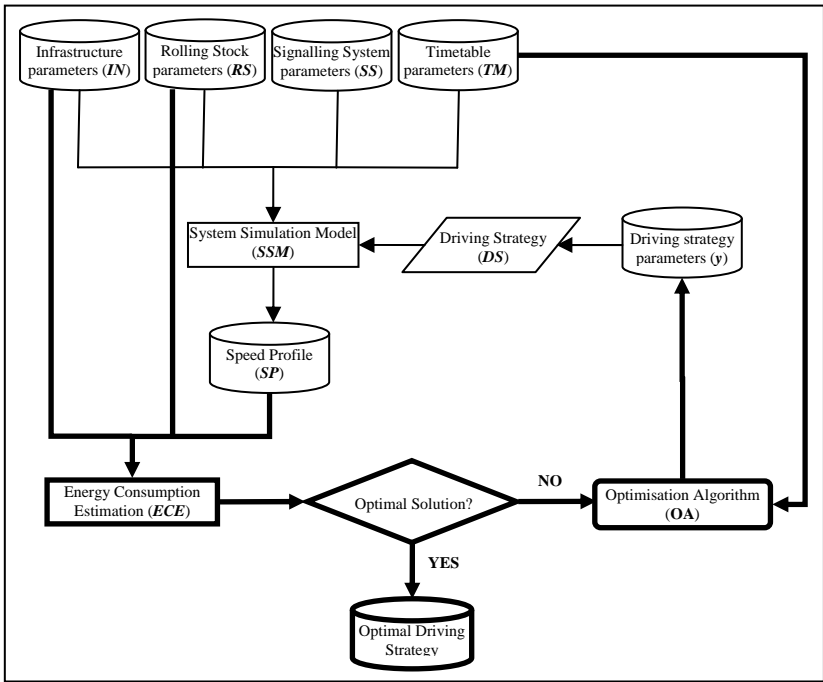 Infrastructure
parameters (IN)
Rolling Stock
parameters (RS)
Signalling System
parameters (SS)
Timetable
parameters (TM)
System Simulation Model
(SSM)
Driving Strategy
(DS)
Driving strategy
parameters (y)
Speed Profile
(SP)
Energy Consumption
Estimation (ECE)
Optimal Solution?
NO
Optimisation Algorithm
(OA)
YES
Optimal Driving
Strategy